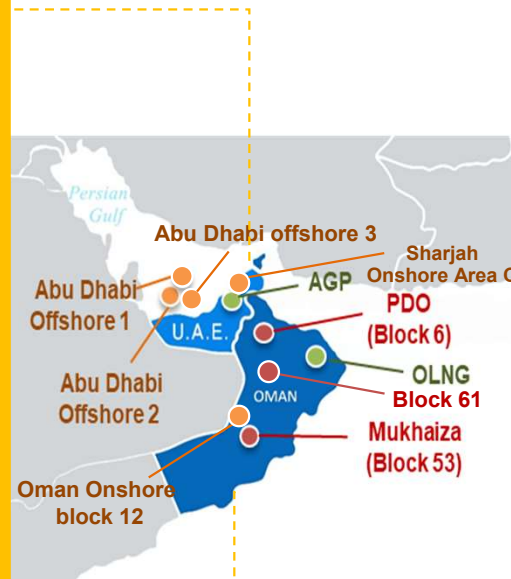 Persian
Gulf
Abu Dhabi offshore 3
Sharjah
Onshore Area C
Abu Dhabi
Offshore 1
AGP
PDO
(Block 6)
U.A.E.
Abu Dhabi
Offshore 2
OLNG
OMAN
Block 61
Mukhaiza
(Block 53)
Oman Onshore
block 12